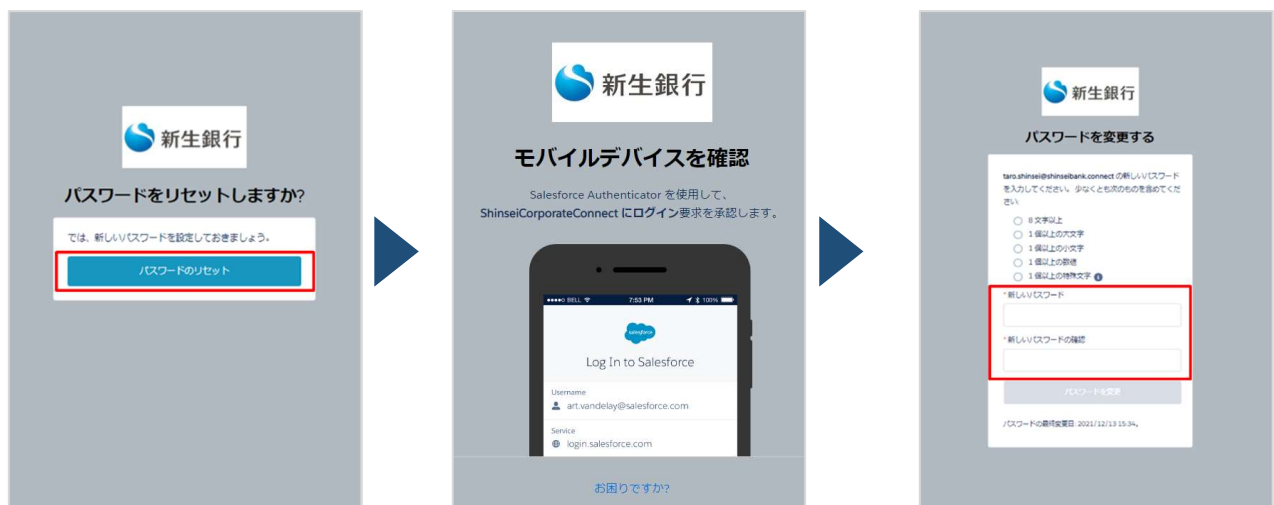 新生銀行
パスワードをリセットしますか?
では、新しいパスワードを設定しておきましょう。
パスワードのリセット
新生銀行
モバイルデバイスを確認
Salesforce Authenticator を使用して、
ShinseiCorporateConnect にログイン要求を承認します。
BELL 7:53 PM 100%
salesforce
Log In to Salesforce
Username
art.vandelay@salesforce.com
Service
login.salesforce.com
お困りですか?
新生銀行
パスワードを変更する
taro.shinsei@shinseibank.connect の新しいパスワード
を入力してください。少なくとも次のものを含めてくだ
さい:
8 文字以上
1 個以上の大文字
1 個以上の小文字
1 個以上の数値
1 個以上の特殊文字
*新しいパスワード
*新しいパスワードの確認
パスワードを変更
パスワードの最終変更日: 2021/12/13 15:34。